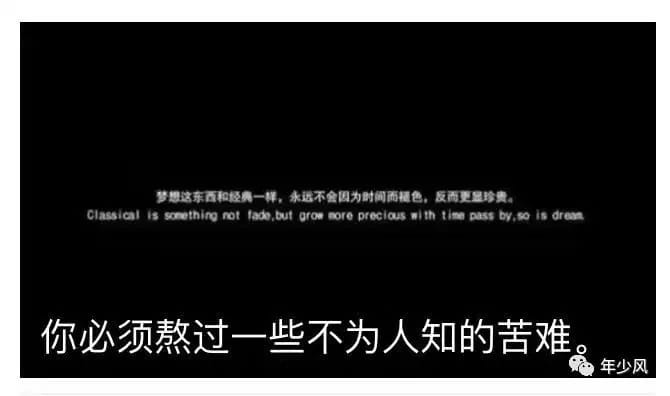 梦想这东西和经典一样，永远不会因为时间而褪色，反而更显珍贵。
Classical is something not fade,but grow more precious with time pass by,so is dream.
你必须熬过一些不为人知的苦难。
年少风